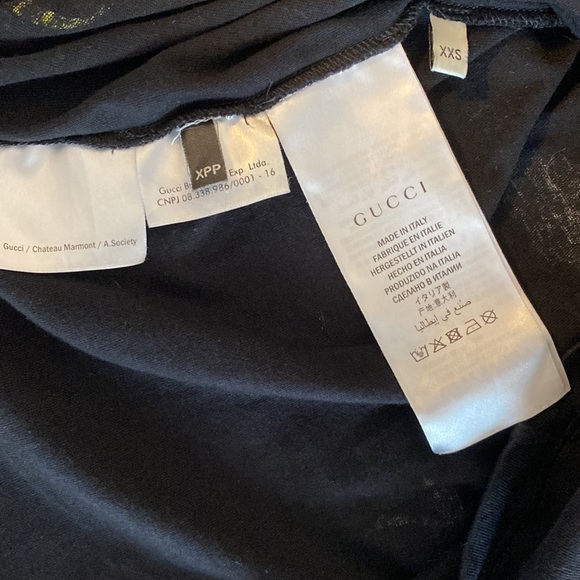 XXS
XPP
Gucci B Exp. Ltda.
CNPJ 08.338.986/0001 - 16
Gucci / Chateau Marmont / A.Society
GUCCI
MADE IN ITALY
FABRIQUÉ EN ITALIE
HERGESTELLT IN ITALIEN
HECHO EN ITALIA
PRODUZIDO NA ITALIA
СДЕЛАНО В ИТАЛИИ
イタリア製
产地 意大利
صنع في إيطاليا